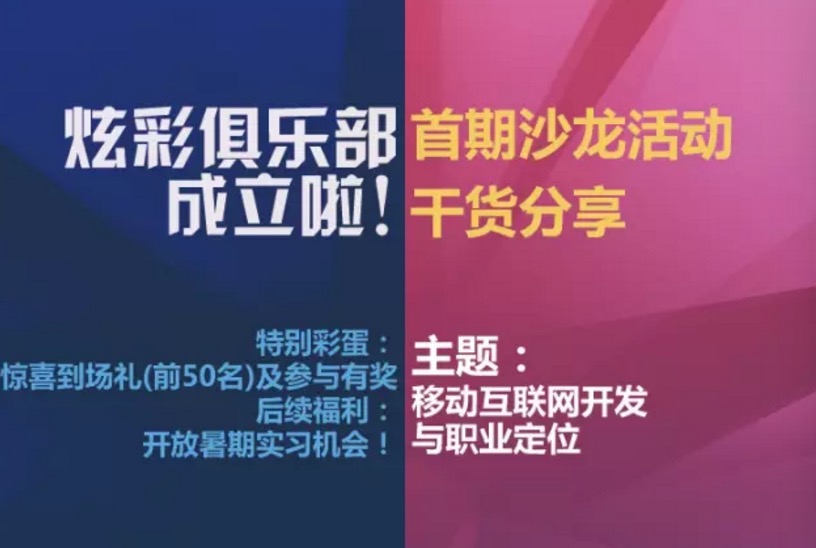 炫彩俱乐部
成立啦!
特别彩蛋：
惊喜到场礼(前50名)及参与有奖
后续福利：
开放暑期实习机会！
首期沙龙活动
干货分享
主题：
移动互联网开发
与职业定位